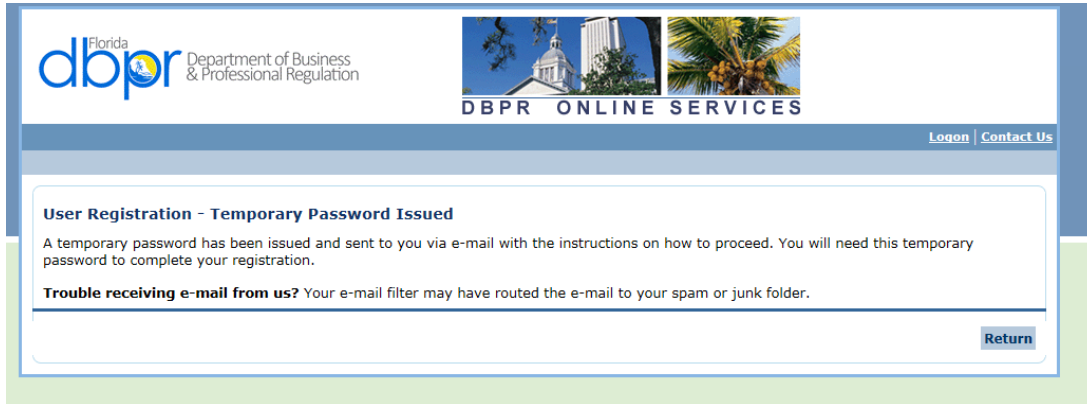 Florida
dbpr
Department of Business
& Professional Regulation
DBPR ONLINE SERVICES
Logon | Contact Us
User Registration - Temporary Password Issued
A temporary password has been issued and sent to you via e-mail with the instructions on how to proceed. You will need this temporary
password to complete your registration.
Trouble receiving e-mail from us? Your e-mail filter may have routed the e-mail to your spam or junk folder.
Return